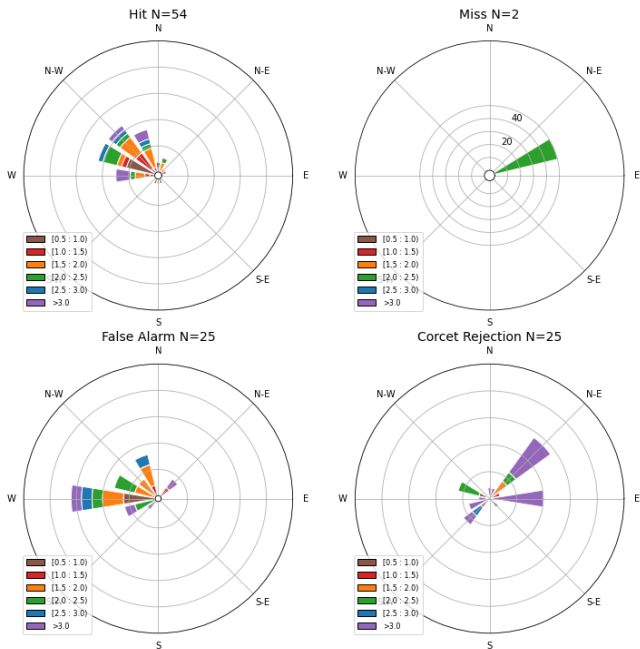 Hit N=54
N
N-W
N-E
W
E
S-E
S
[0.5 : 1.0)
[1.0 : 1.5)
[1.5 : 2.0)
[2.0 : 2.5)
[2.5 : 3.0)
>3.0
Miss N=2
N
N-W
N-E
40
20
W
E
S-E
S
[0.5 : 1.0)
[1.0 : 1.5)
[1.5 : 2.0)
[2.0 : 2.5)
[2.5 : 3.0)
>3.0
False Alarm N=25
N
N-W
N-E
W
E
S-E
S
[0.5 : 1.0)
[1.0 : 1.5)
[1.5 : 2.0)
[2.0 : 2.5)
[2.5 : 3.0)
>3.0
Corcet Rejection N=25
N
N-W
N-E
W
E
S-E
S
[0.5 : 1.0)
[1.0 : 1.5)
[1.5 : 2.0)
[2.0 : 2.5)
[2.5 : 3.0)
>3.0